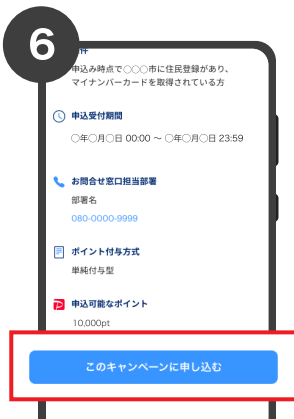 6
件
申込み時点で○○○市に住民登録があり、
マイナンバーカードを取得されている方
申込受付期間
○年○月○日 00:00 ～ ○年○月○日 23:59
お問合せ窓口担当部署
部署名
080-0000-9999
ポイント付与方式
単純付与型
申込可能なポイント
10,000pt
このキャンペーンに申し込む